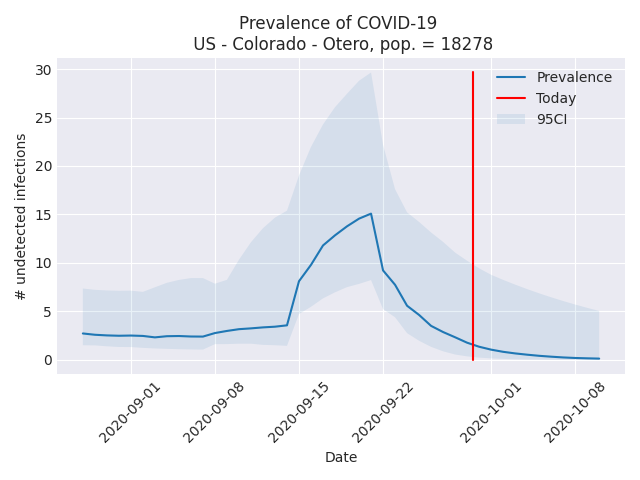 Prevalence of COVID-19
US - Colorado - Otero, pop. = 18278
30
25
20
15
10
5
0
# undetected infections
Prevalence
Today
95CI
2020-09-01
2020-09-08
2020-09-15
2020-09-22
2020-10-01
2020-10-08
Date